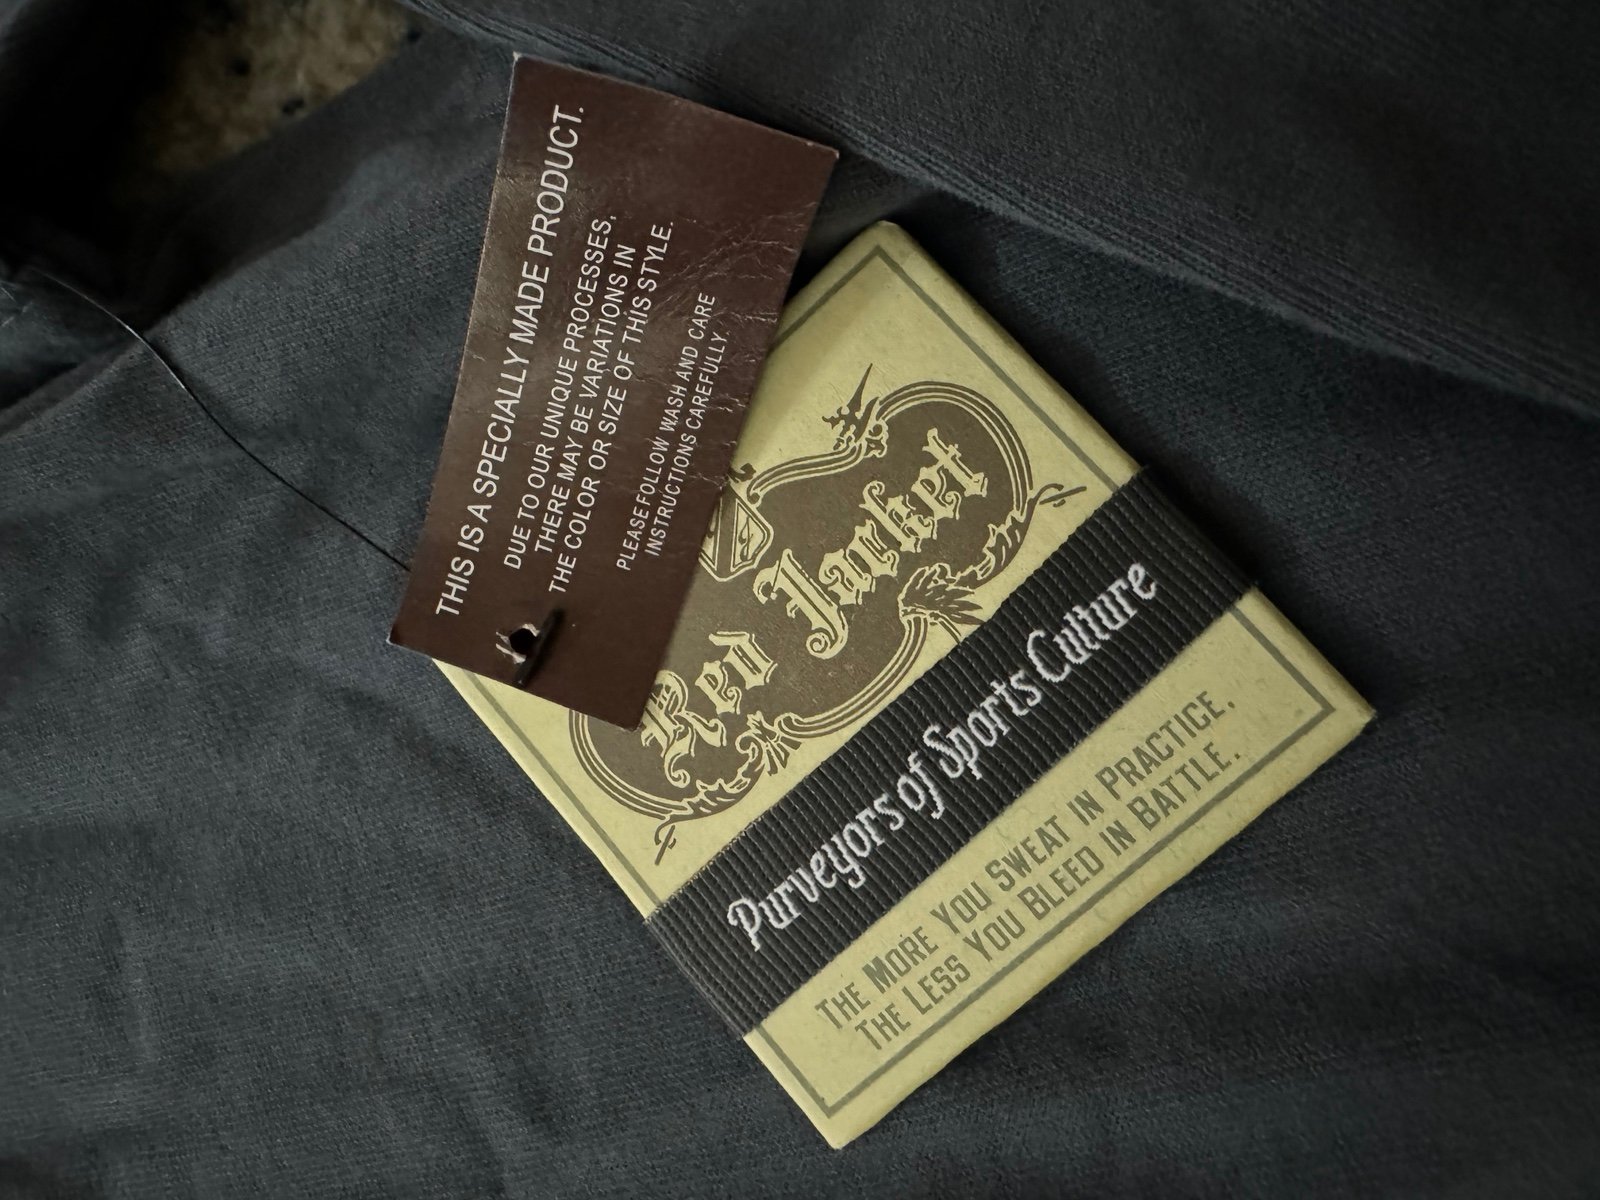 THIS IS A SPECIALLY MADE PRODUCT.
DUE TO OUR UNIQUE PROCESSES,
THERE MAY BE VARIATIONS IN
THE COLOR OR SIZE OF THIS STYLE.
PLEASEFOLLOW WASH AND CARE
INSTRUCTIONS CAREFULLY.
Red Jacket
Purveyors of Sports Culture
THE MORE YOU SWEAT IN PRACTICE,
THE LESS YOU BLEED IN BATTLE.